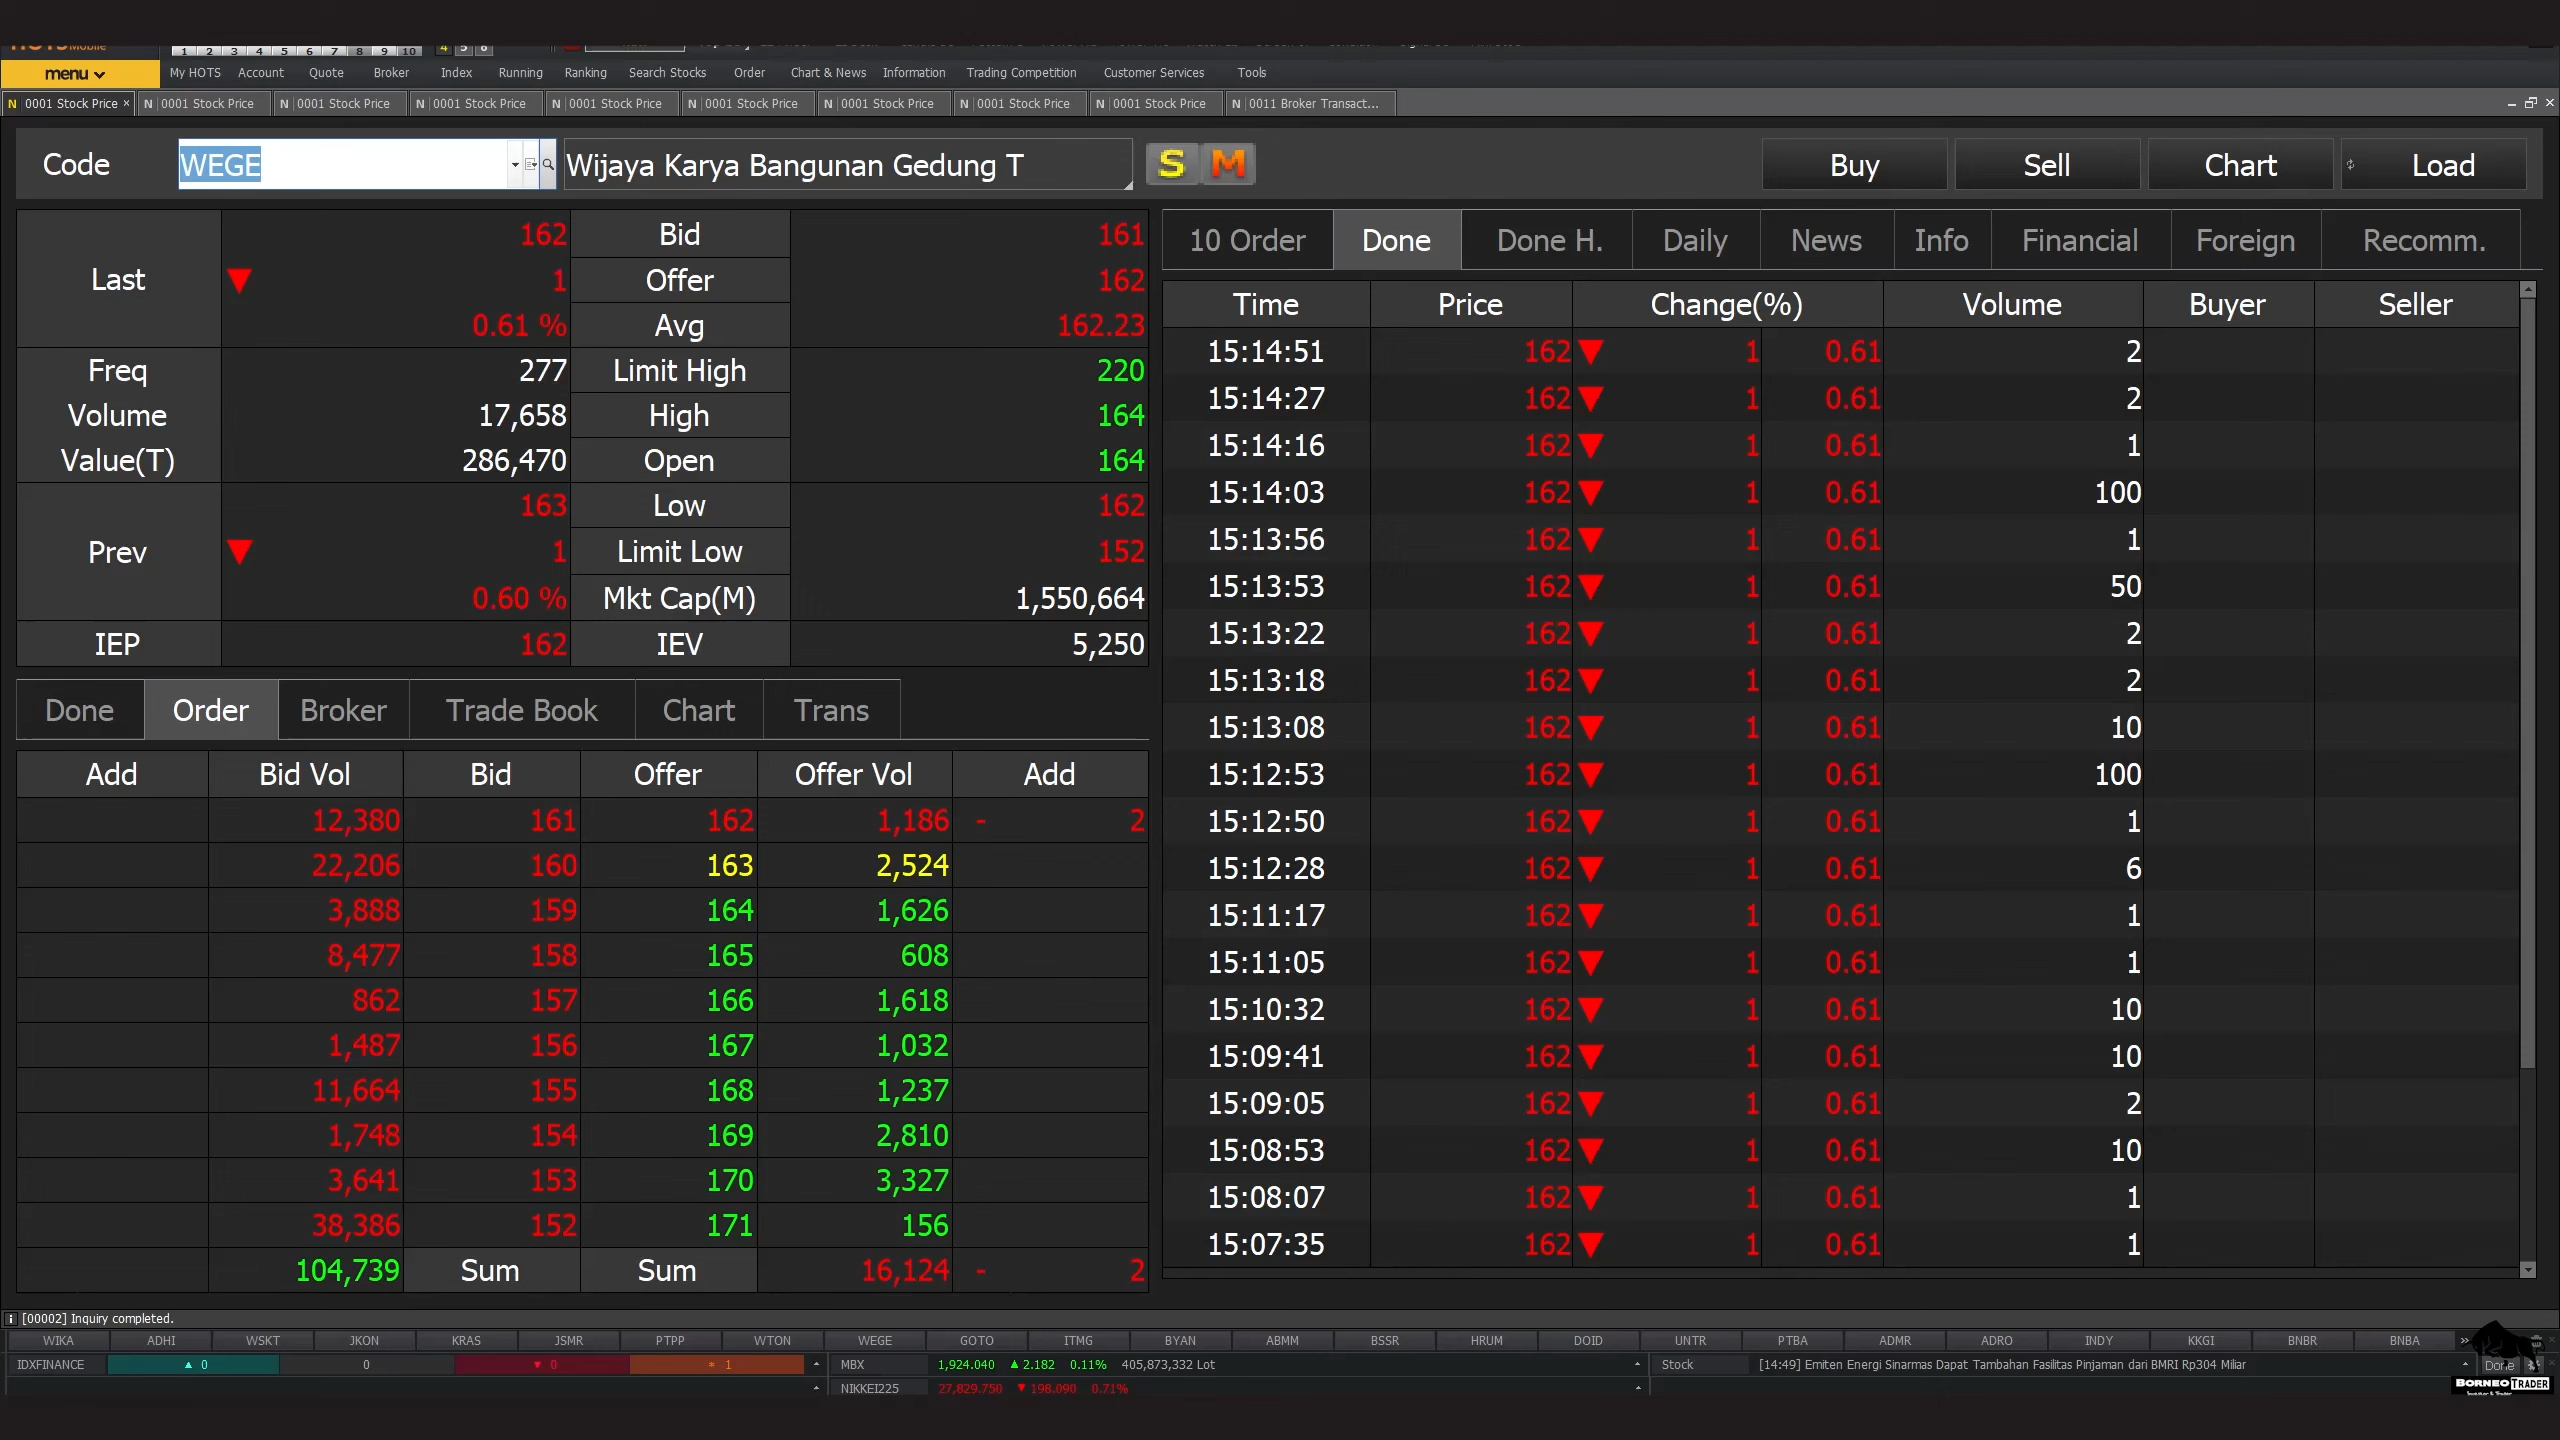 1 2 3 4 5 6 7 8 9 10 4 5 6
menu My HOTS Account Quote Broker Index Running Ranking Search Stocks Order Chart & News Information Trading Competition Customer Services Tools
N 0001 Stock Price × N 0001 Stock Price N 0001 Stock Price N 0001 Stock Price N 0001 Stock Price N 0001 Stock Price N 0001 Stock Price N 0001 Stock Price N 0001 Stock Price N 0011 Broker Transact...
Code WEGE Wijaya Karya Bangunan Gedung T S M Buy Sell Chart Load
Last 162 Bid 161
▼ 1 Offer 162
0.61 % Avg 162.23
Freq 277 Limit High 220
Volume 17,658 High 164
Value(T) 286,470 Open 164
Prev 163 Low 162
▼ 1 Limit Low 152
0.60 % Mkt Cap(M) 1,550,664
IEP 162 IEV 5,250
Done Order Broker Trade Book Chart Trans
Add Bid Vol Bid Offer Offer Vol Add
12,380 161 162 1,186 - 2
22,206 160 163 2,524
3,888 159 164 1,626
8,477 158 165 608
862 157 166 1,618
1,487 156 167 1,032
11,664 155 168 1,237
1,748 154 169 2,810
3,641 153 170 3,327
38,386 152 171 156
104,739 Sum Sum 16,124 - 2
10 Order Done Done H. Daily News Info Financial Foreign Recomm.
Time Price Change(%) Volume Buyer Seller
15:14:51 162 ▼ 1 0.61 2
15:14:27 162 ▼ 1 0.61 2
15:14:16 162 ▼ 1 0.61 1
15:14:03 162 ▼ 1 0.61 100
15:13:56 162 ▼ 1 0.61 1
15:13:53 162 ▼ 1 0.61 50
15:13:22 162 ▼ 1 0.61 2
15:13:18 162 ▼ 1 0.61 2
15:13:08 162 ▼ 1 0.61 10
15:12:53 162 ▼ 1 0.61 100
15:12:50 162 ▼ 1 0.61 1
15:12:28 162 ▼ 1 0.61 6
15:11:17 162 ▼ 1 0.61 1
15:11:05 162 ▼ 1 0.61 1
15:10:32 162 ▼ 1 0.61 10
15:09:41 162 ▼ 1 0.61 10
15:09:05 162 ▼ 1 0.61 2
15:08:53 162 ▼ 1 0.61 10
15:08:07 162 ▼ 1 0.61 1
15:07:35 162 ▼ 1 0.61 1
[00002] Inquiry completed.
WIKA ADHI WSKT JKON KRAS JSMR PTPP WTON WEGE GOTO ITMG BYAN ABMM BSSR HRUM DOID UNTR PTBA ADMR ADRO INDY KKGI BNBR BNBA
IDXFINANCE ▲ 0 0 ▼ 0 * 1 MBX 1,924.040 ▲ 2.182 0.11% 405,873,332 Lot Stock [14:49] Emiten Energi Sinarmas Dapat Tambahan Fasilitas Pinjaman dari BMRI Rp304 Miliar Done
NIKKEI225 27,829.750 ▼ 198.090 0.71% BORNEO TRADER